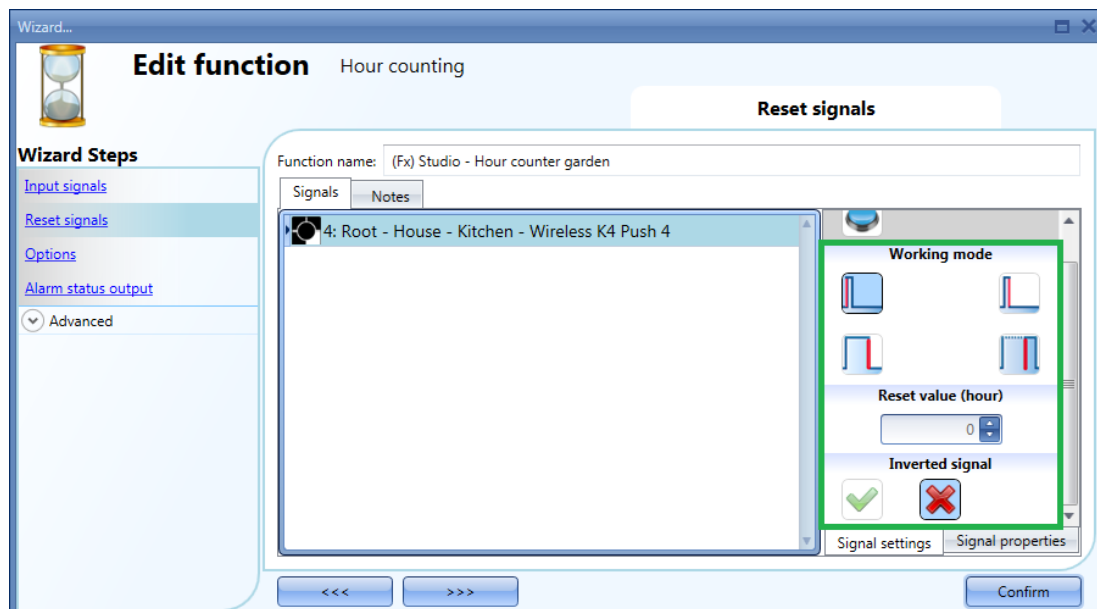 Wizard...
Edit function Hour counting
Reset signals
Wizard Steps
Input signals
Reset signals
Options
Alarm status output
Advanced
Function name: (Fx) Studio - Hour counter garden
Signals Notes
4: Root - House - Kitchen - Wireless K4 Push 4
Working mode
Reset value (hour)
0
Inverted signal
Signal settings Signal properties
<<< >>> Confirm